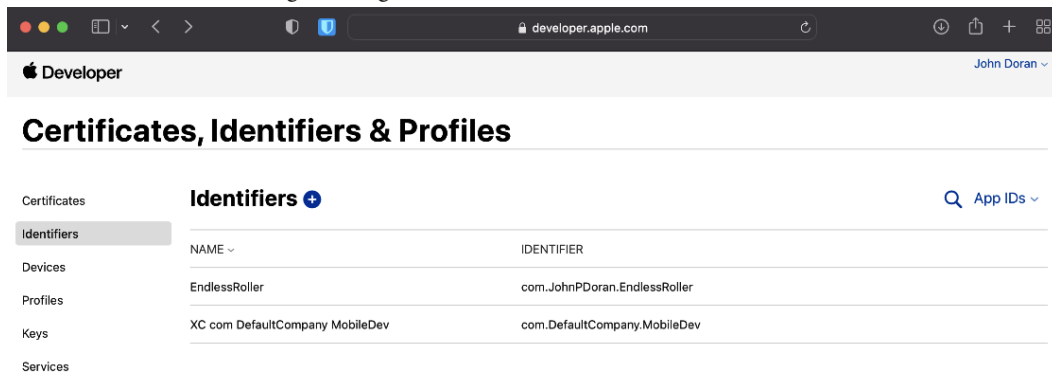 developer.apple.com
Developer
John Doran
Certificates, Identifiers & Profiles
Certificates
Identifiers
Devices
Profiles
Keys
Services
Identifiers
App IDs
NAME
IDENTIFIER
EndlessRoller
com.JohnPDoran.EndlessRoller
XC com DefaultCompany MobileDev
com.DefaultCompany.MobileDev